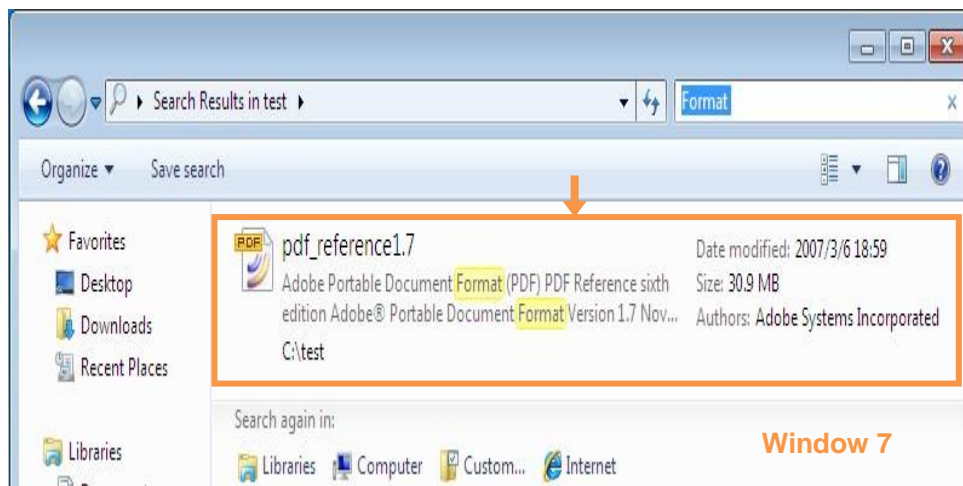 Search Results in test
Format
Organize
Save search
Favorites
Desktop
Downloads
Recent Places
Libraries
PDF
pdf_reference1.7
Adobe Portable Document Format (PDF) PDF Reference sixth
edition Adobe® Portable Document Format Version 1.7 Nov...
C:\test
Date modified: 2007/3/6 18:59
Size: 30.9 MB
Authors: Adobe Systems Incorporated
Search again in:
Libraries Computer Custom... Internet
Window 7